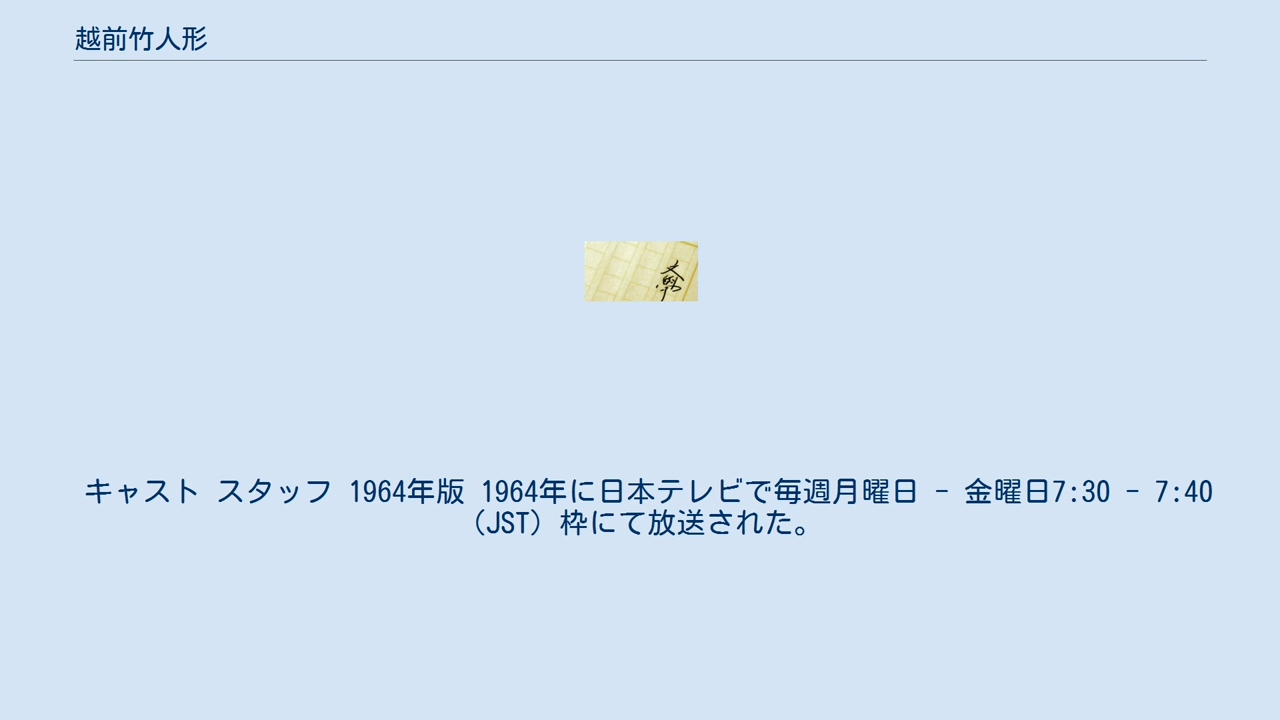 越前竹人形
キャスト スタッフ 1964年版 1964年に日本テレビで毎週月曜日 - 金曜日7:30 - 7:40
(JST) 枠にて放送された。